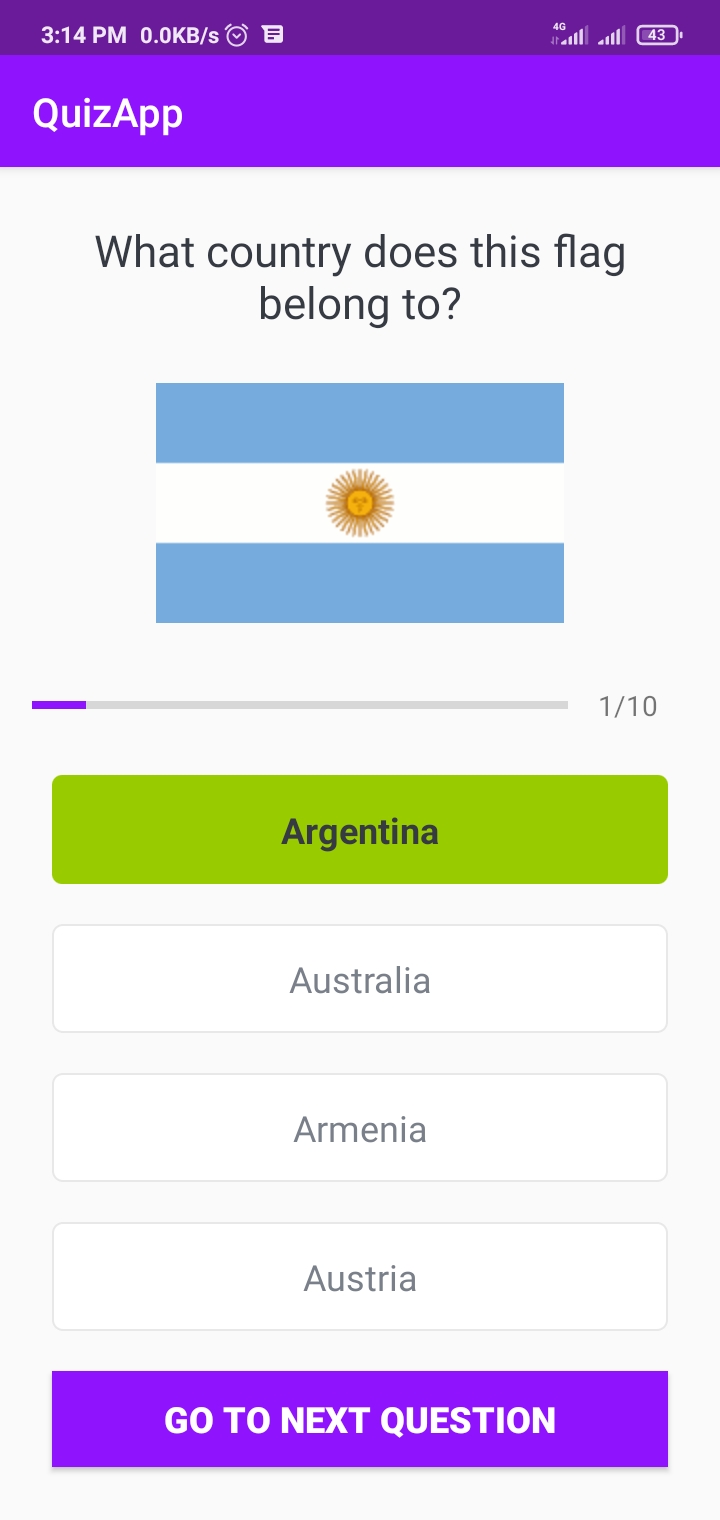 3:14 PM 0.0KB/s 4G 43
QuizApp
What country does this flag
belong to?
1/10
Argentina
Australia
Armenia
Austria
GO TO NEXT QUESTION